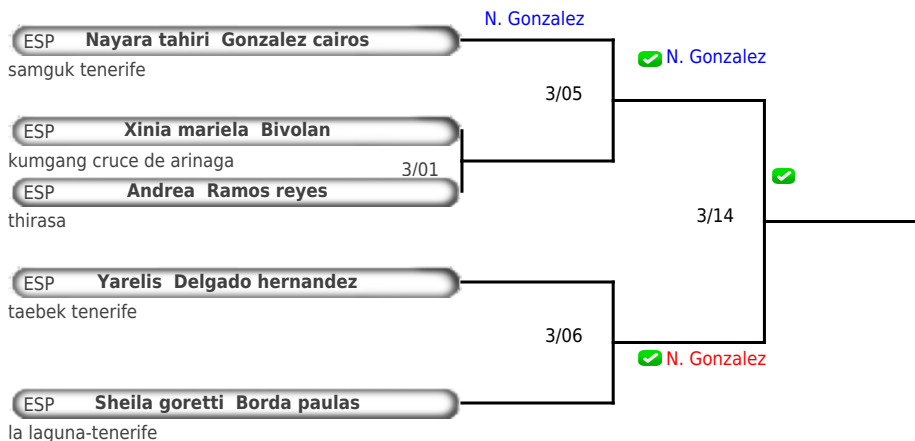 N. Gonzalez
ESP Nayara tahiri Gonzalez cairos
N. Gonzalez
samguk tenerife
3/05
ESP Xinia mariela Bivolan
kumgang cruce de arinaga
3/01
ESP Andrea Ramos reyes
thirasa
3/14
ESP Yarelis Delgado hernandez
taebek tenerife
3/06
N. Gonzalez
ESP Sheila goretti Borda paulas
la laguna-tenerife